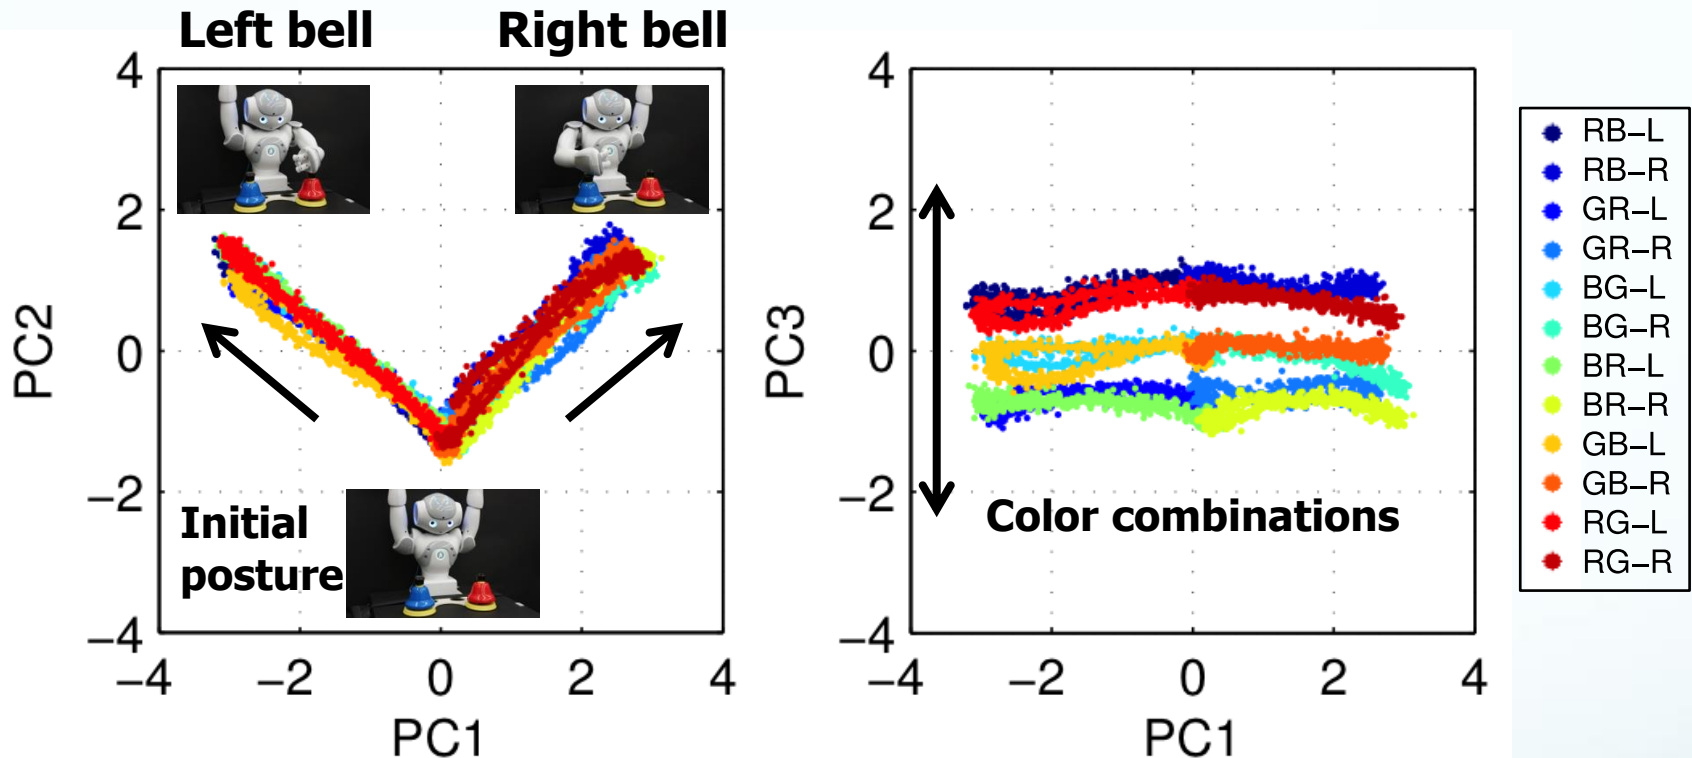 Left bell
Right bell
4
2
0
−2
−4
−4
−2
0
2
4
PC2
PC1
Initial
posture
4
2
0
−2
−4
−4
−2
0
2
4
PC3
PC1
Color combinations
RB−L
RB−R
GR−L
GR−R
BG−L
BG−R
BR−L
BR−R
GB−L
GB−R
RG−L
RG−R